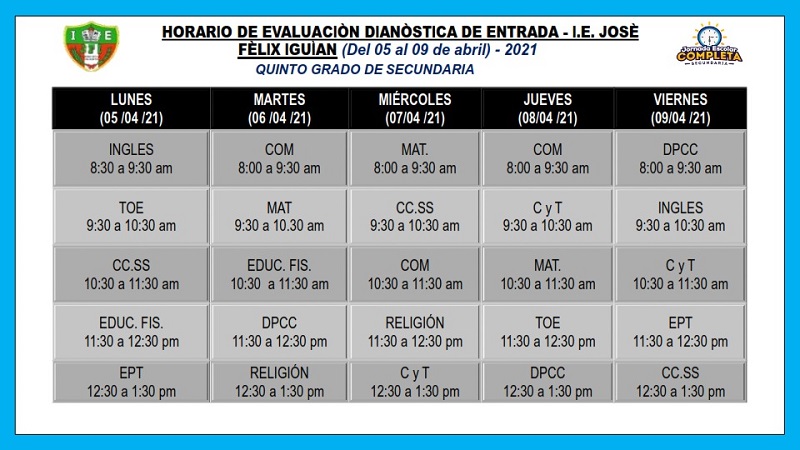 HORARIO DE EVALUACIÒN DIANÒSTICA DE ENTRADA - I.E. JOSÈ
FÈLIX IGUÌAN (Del 05 al 09 de abril) - 2021
QUINTO GRADO DE SECUNDARIA
I E
Jornada Escolar
COMPLETA
SECUNDARIA
LUNES MARTES MIÉRCOLES JUEVES VIERNES
(05 /04 /21) (06 /04 /21) (07/04 /21) (08/04 /21) (09/04 /21)
INGLES COM MAT. COM DPCC
8:30 a 9:30 am 8:00 a 9:30 am 8:00 a 9:30 am 8:00 a 9:30 am 8:00 a 9:30 am
TOE MAT CC.SS C y T INGLES
9:30 a 10:30 am 9:30 a 10.30 am 9:30 a 10:30 am 9:30 a 10:30 am 9:30 a 10:30 am
CC.SS EDUC. FIS. COM MAT. C y T
10:30 a 11:30 am 10:30 a 11:30 am 10:30 a 11:30 am 10:30 a 11:30 am 10:30 a 11:30 am
EDUC. FIS. DPCC RELIGIÓN TOE EPT
11:30 a 12:30 pm 11:30 a 12:30 pm 11:30 a 12:30 pm 11:30 a 12:30 pm 11:30 a 12:30 pm
EPT RELIGIÓN C y T DPCC CC.SS
12:30 a 1:30 pm 12:30 a 1:30 pm 12:30 a 1:30 pm 12:30 a 1:30 pm 12:30 a 1:30 pm